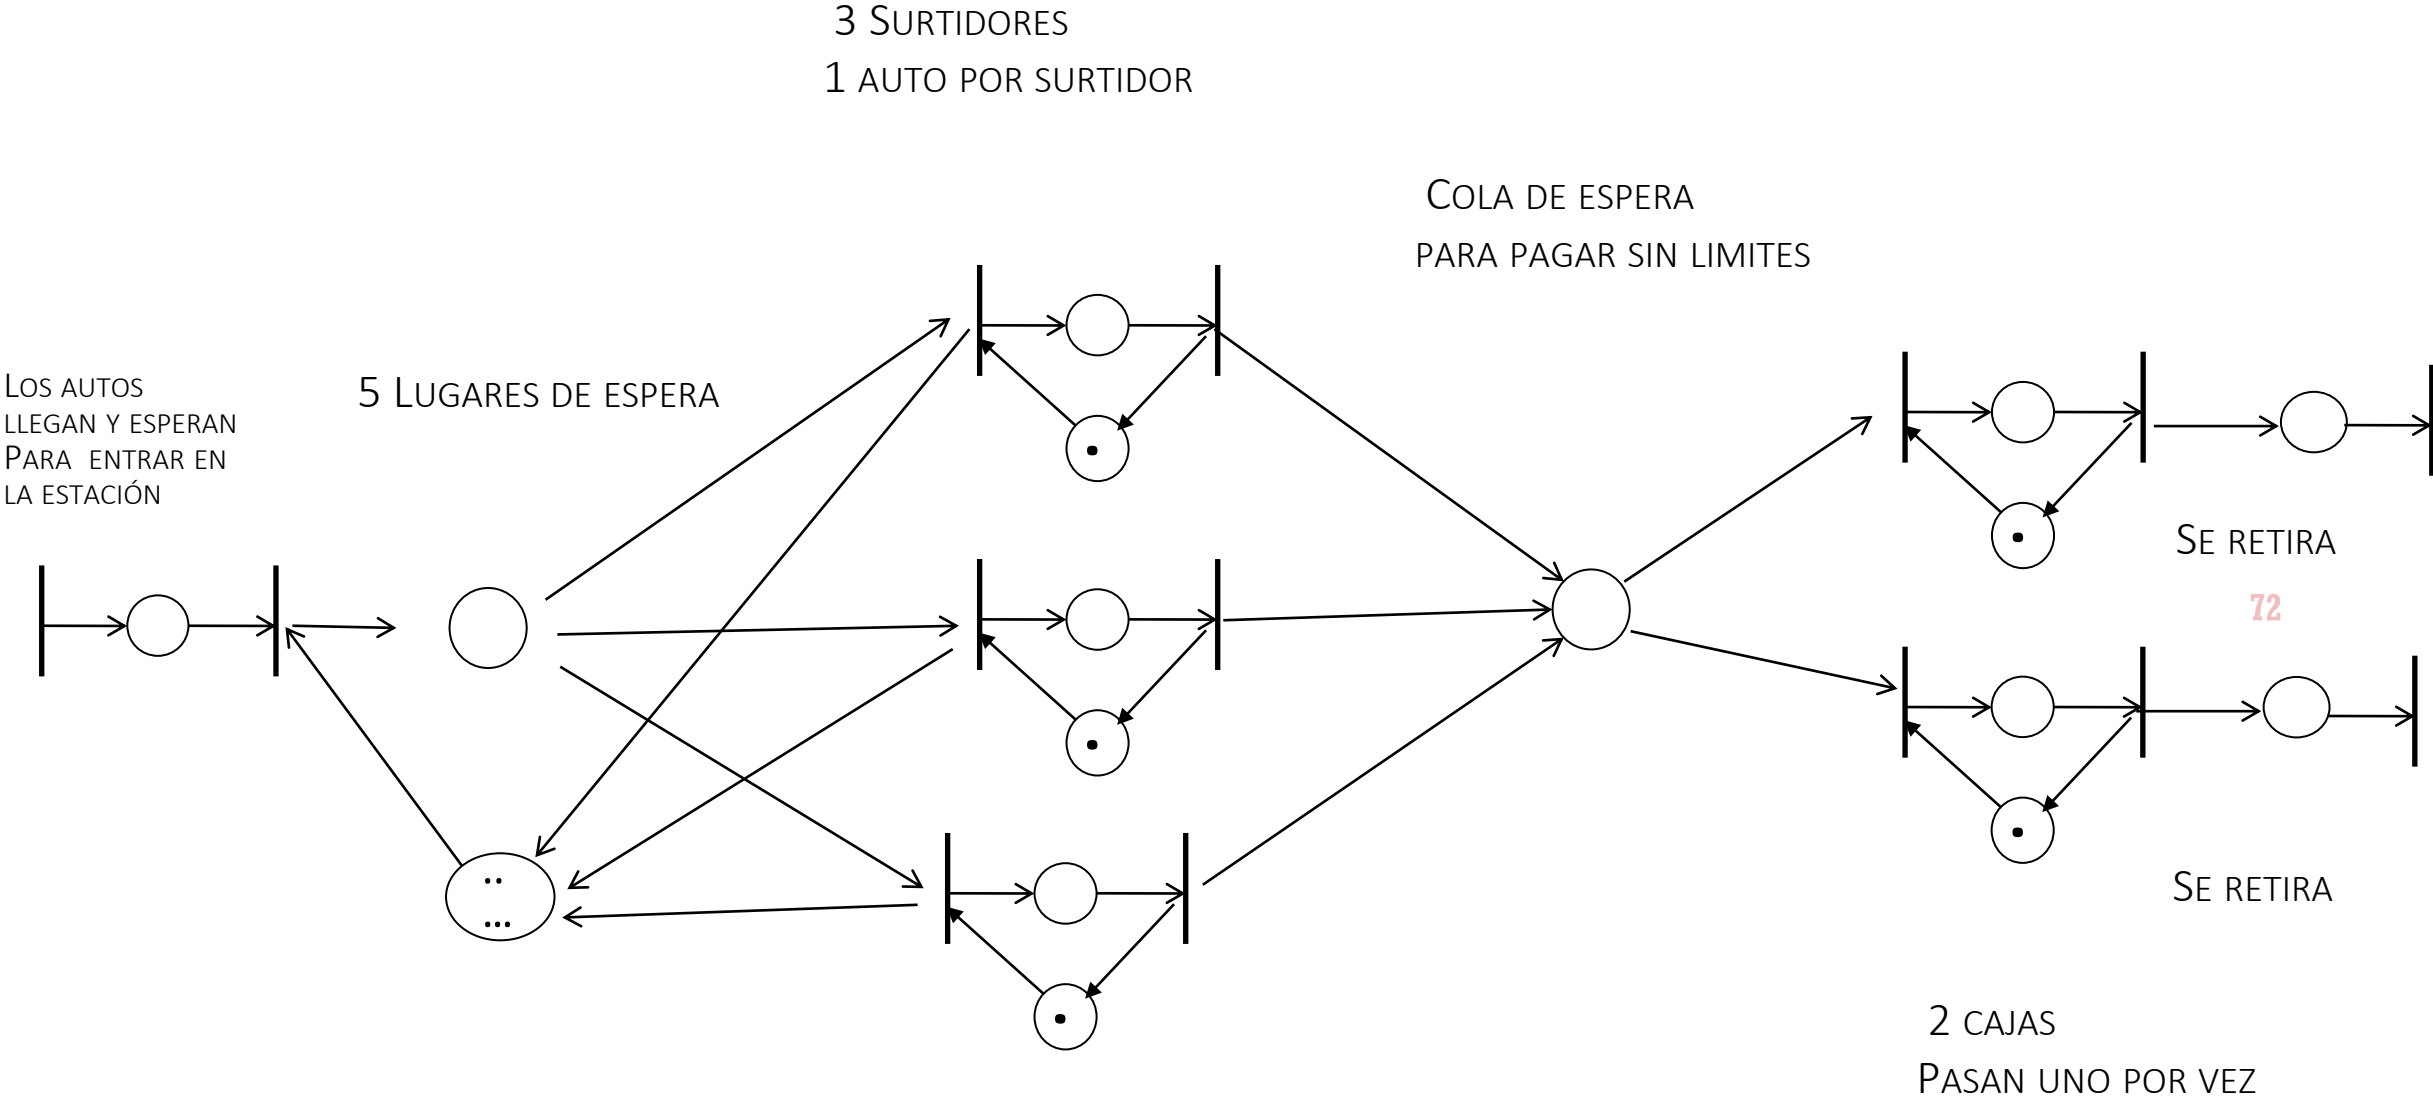 3 Surtidores
1 auto por surtidor
Cola de espera
para pagar sin limites
Los autos
llegan y esperan
Para entrar en
la estación
5 Lugares de espera
Se retira
72
Se retira
2 cajas
Pasan uno por vez